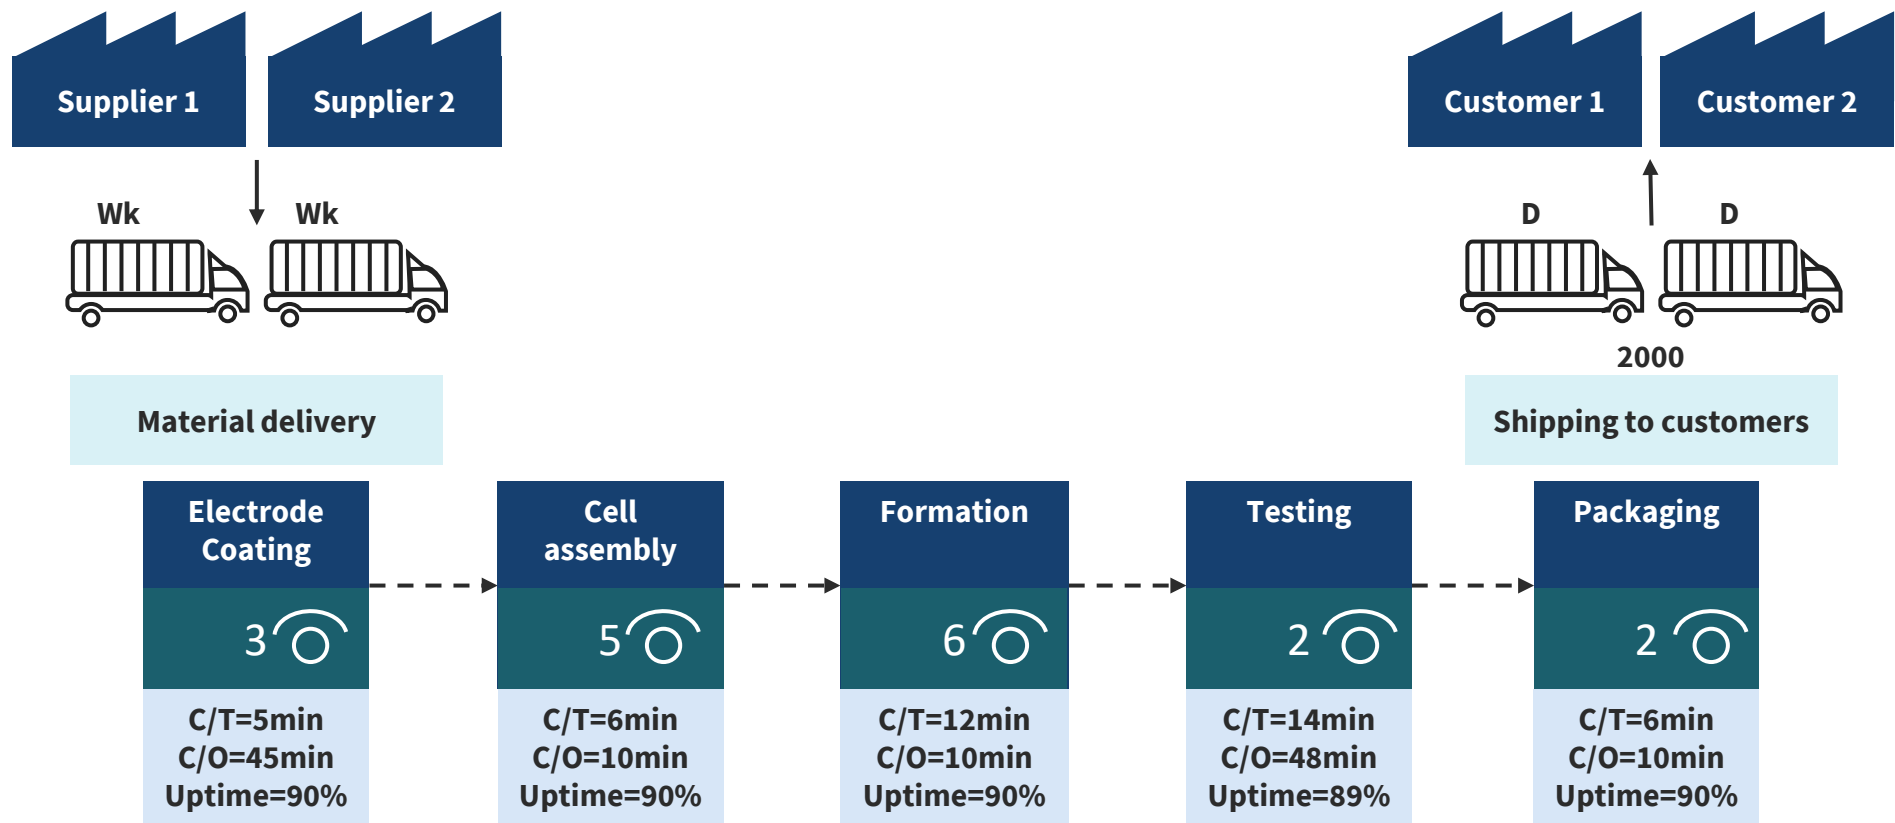 Supplier 1
Supplier 2
Customer 1
Customer 2
Wk
Wk
D
D
2000
Material delivery
Shipping to customers
Electrode
Coating
3
C/T=5min
C/O=45min
Uptime=90%
Cell
assembly
5
C/T=6min
C/O=10min
Uptime=90%
Formation
6
C/T=12min
C/O=10min
Uptime=90%
Testing
2
C/T=14min
C/O=48min
Uptime=89%
Packaging
2
C/T=6min
C/O=10min
Uptime=90%